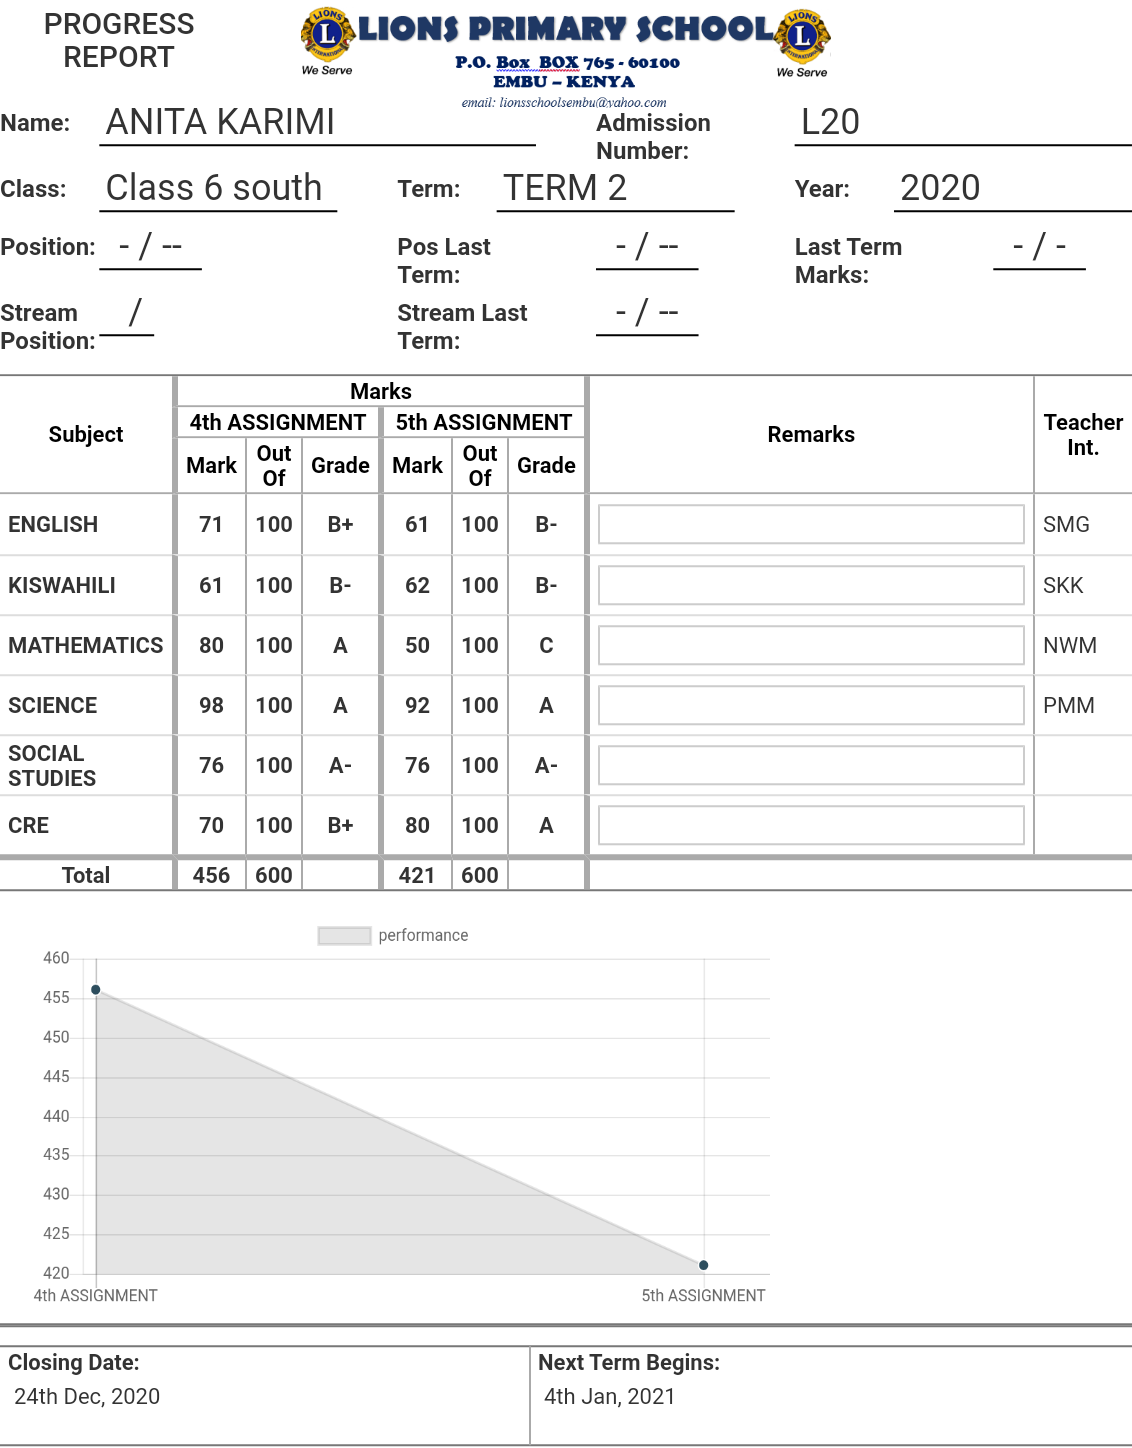 PROGRESS
REPORT
LIONS PRIMARY SCHOOL
We Serve
We Serve
P.O. Box BOX 765 - 60100
EMBU – KENYA
email: lionsschoolsembu@yahoo.com
Name: ANITA KARIMI Admission Number: L20
Class: Class 6 south Term: TERM 2 Year: 2020
Position: - / -- Pos Last Term: - / -- Last Term Marks: - / -
Stream Position: / Stream Last Term: - / --
Subject Marks Remarks Teacher Int.
4th ASSIGNMENT 5th ASSIGNMENT
Mark Out Of Grade Mark Out Of Grade
ENGLISH 71 100 B+ 61 100 B- SMG
KISWAHILI 61 100 B- 62 100 B- SKK
MATHEMATICS 80 100 A 50 100 C NWM
SCIENCE 98 100 A 92 100 A PMM
SOCIAL STUDIES 76 100 A- 76 100 A-
CRE 70 100 B+ 80 100 A
Total 456 600 421 600
performance
460
455
450
445
440
435
430
425
420
4th ASSIGNMENT 5th ASSIGNMENT
Closing Date: Next Term Begins:
24th Dec, 2020 4th Jan, 2021